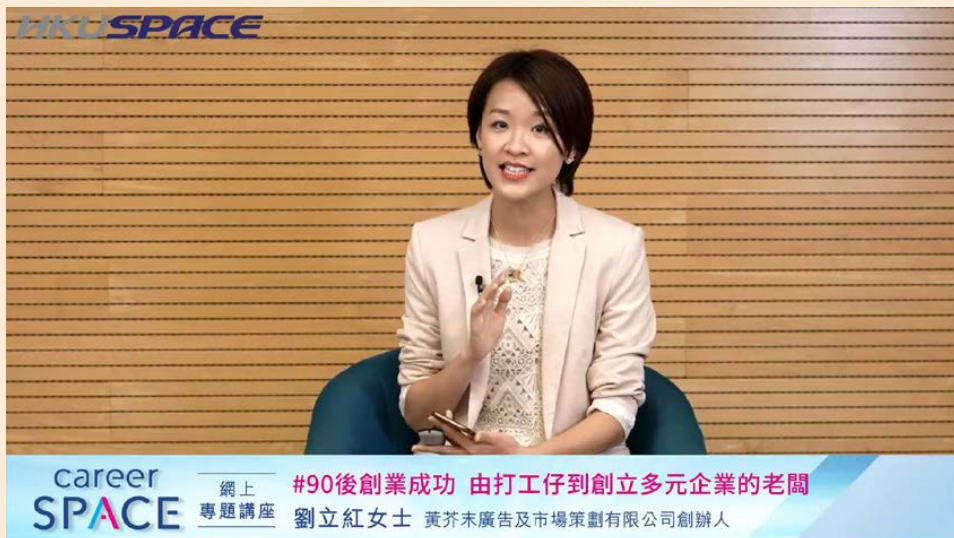 HKU SPACE
career
SPACE
網上
專題講座
#90後創業成功 由打工仔到創立多元企業的老闆
劉立紅女士 黃芥末廣告及市場策劃有限公司創辦人